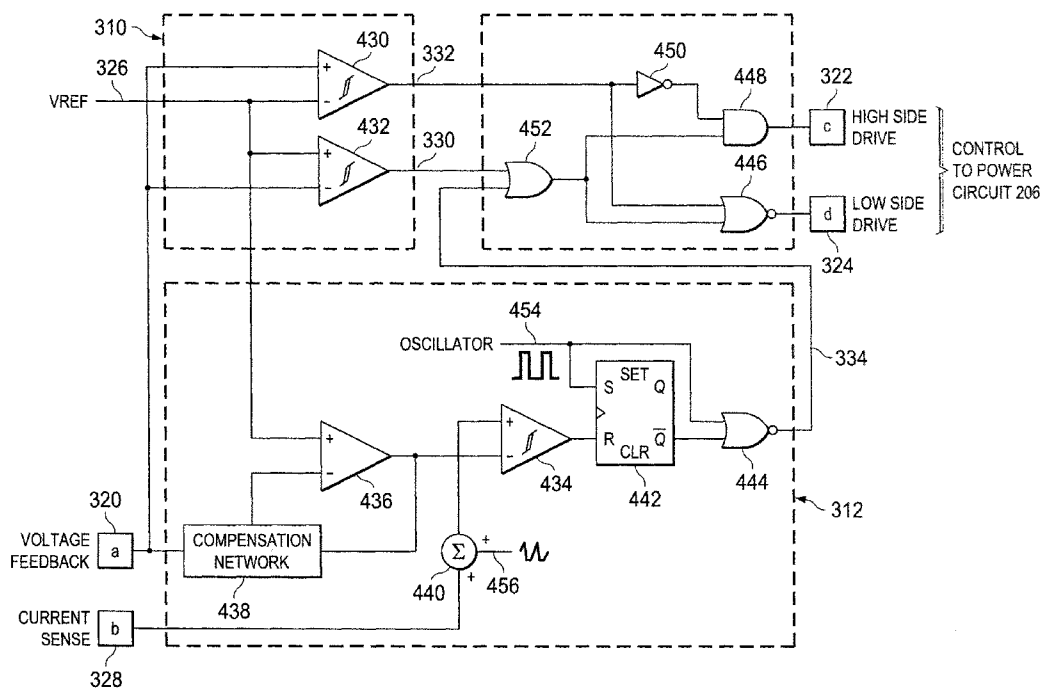 310
430
332
450
326
448
322
VREF
+
-
c
HIGH SIDE
DRIVE
432
330
452
446
CONTROL
TO POWER
CIRCUIT 206
+
-
d
LOW SIDE
DRIVE
324
454
OSCILLATOR
334
SET
S
Q
R
Q
CLR
+
-
+
-
436
434
442
444
312
320
VOLTAGE
FEEDBACK
a
COMPENSATION
NETWORK
438
Σ
+
+
440
456
CURRENT
SENSE
b
328